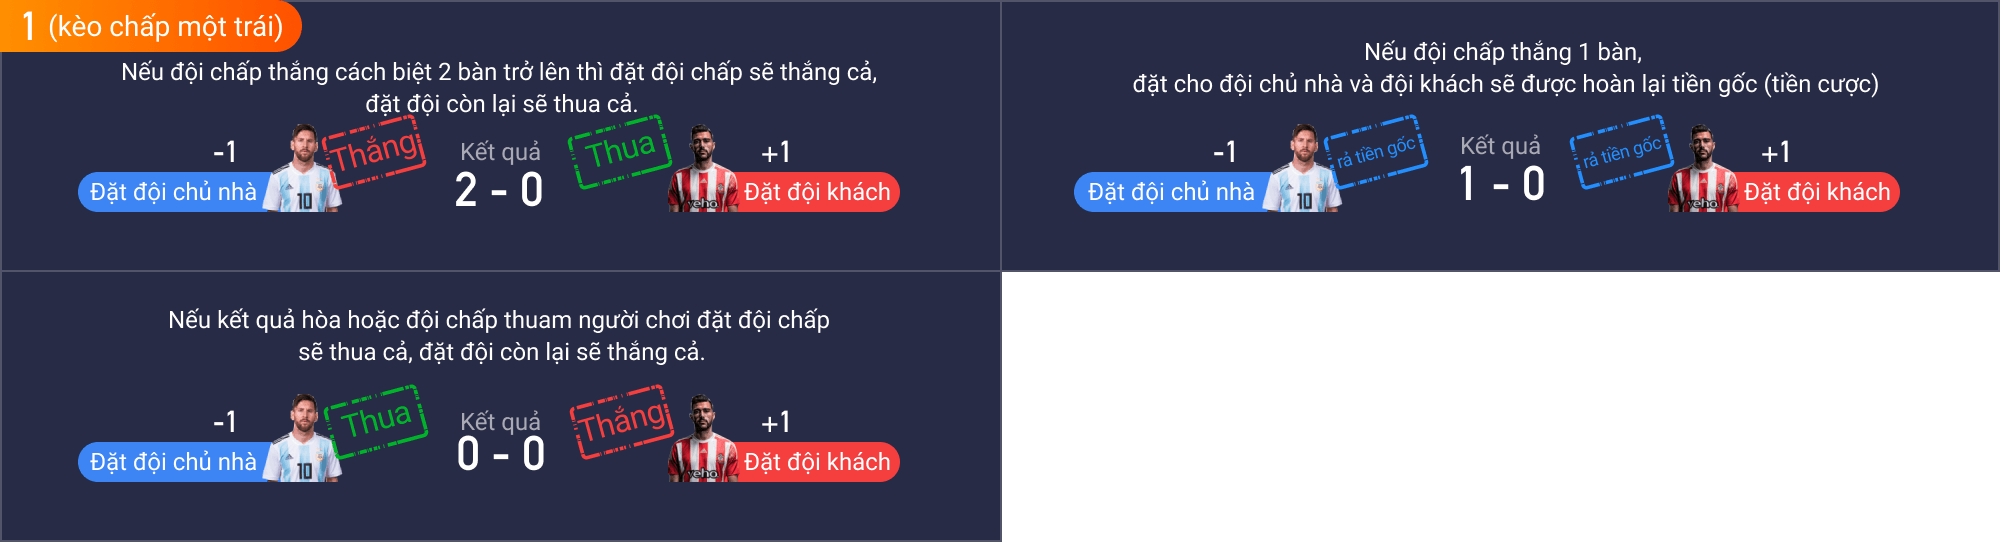 1 (kèo chấp một trái)
Nếu đội chấp thắng cách biệt 2 bàn trở lên thì đặt đội chấp sẽ thắng cả,
đặt đội còn lại sẽ thua cả.
-1
Thắng
Kết quả
Thua
+1
Đặt đội chủ nhà
10
2 - 0
veho
Đặt đội khách
Nếu đội chấp thắng 1 bàn,
đặt cho đội chủ nhà và đội khách sẽ được hoàn lại tiền gốc (tiền cược)
-1
rả tiền gốc
Kết quả
rả tiền gốc
+1
Đặt đội chủ nhà
10
1 - 0
veho
Đặt đội khách
Nếu kết quả hòa hoặc đội chấp thuam người chơi đặt đội chấp
sẽ thua cả, đặt đội còn lại sẽ thắng cả.
-1
Thua
Kết quả
Thắng
+1
Đặt đội chủ nhà
10
0 - 0
veho
Đặt đội khách